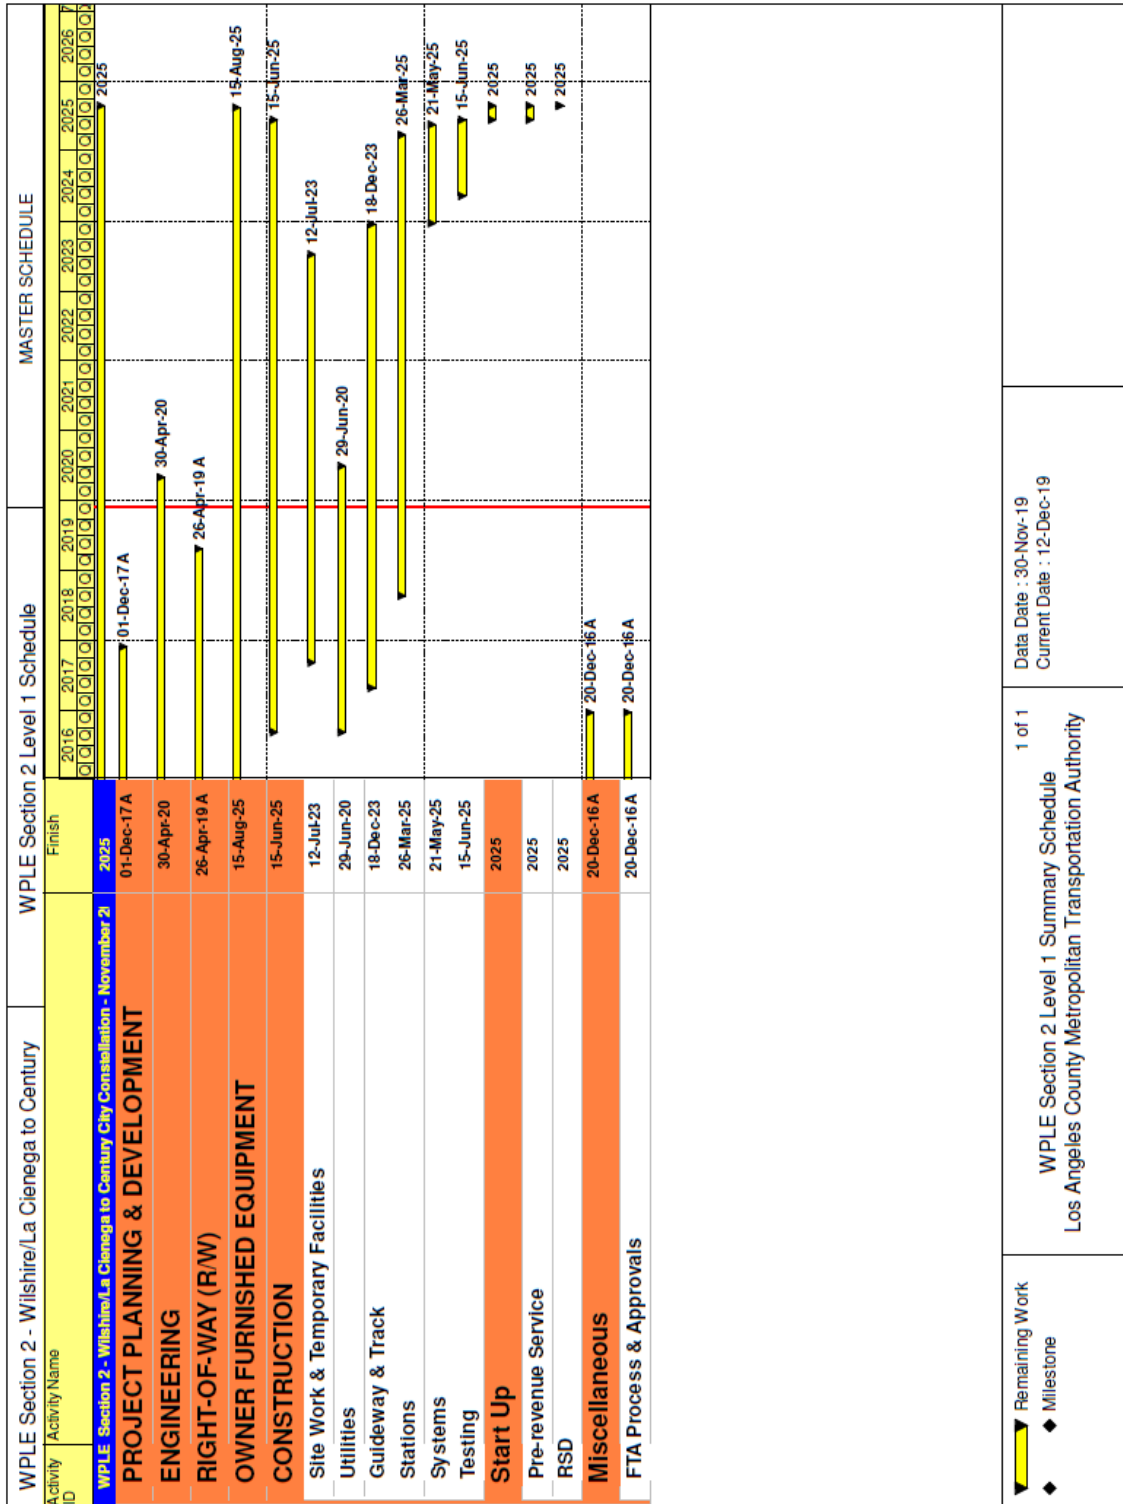 WPLE Section 2 - Wilshire/La Cienega to Century
WPLE Section 2 Level 1 Schedule
MASTER SCHEDULE
Activity ID
Activity Name
Finish
2016 2017 2018 2019 2020 2021 2022 2023 2024 2025 2026
Q Q Q Q Q Q Q Q Q Q Q Q Q Q Q Q Q Q Q Q Q Q Q Q Q Q Q Q Q Q Q Q Q Q Q Q Q Q Q Q Q Q Q Q
WPLE Section 2 - Wilshire/La Cienega to Century City Constellation - November 2 2025 2025
PROJECT PLANNING & DEVELOPMENT 01-Dec-17 A 01-Dec-17 A
ENGINEERING 30-Apr-20 30-Apr-20
RIGHT-OF-WAY (R/W) 26-Apr-19 A 26-Apr-19 A
OWNER FURNISHED EQUIPMENT 15-Aug-25 15-Aug-25
CONSTRUCTION 15-Jun-25 15-Jun-25
Site Work & Temporary Facilities 12-Jul-23 12-Jul-23
Utilities 29-Jun-20 29-Jun-20
Guideway & Track 18-Dec-23 18-Dec-23
Stations 26-Mar-25 26-Mar-25
Systems 21-May-25 21-May-25
Testing 15-Jun-25 15-Jun-25
Start Up 2025 2025
Pre-revenue Service 2025 2025
RSD 2025 2025
Miscellaneous 20-Dec-16 A 20-Dec-16 A
FTA Process & Approvals 20-Dec-16 A 20-Dec-16 A
Remaining Work
Milestone
1 of 1
WPLE Section 2 Level 1 Summary Schedule
Los Angeles County Metropolitan Transportation Authority
Data Date : 30-Nov-19
Current Date : 12-Dec-19